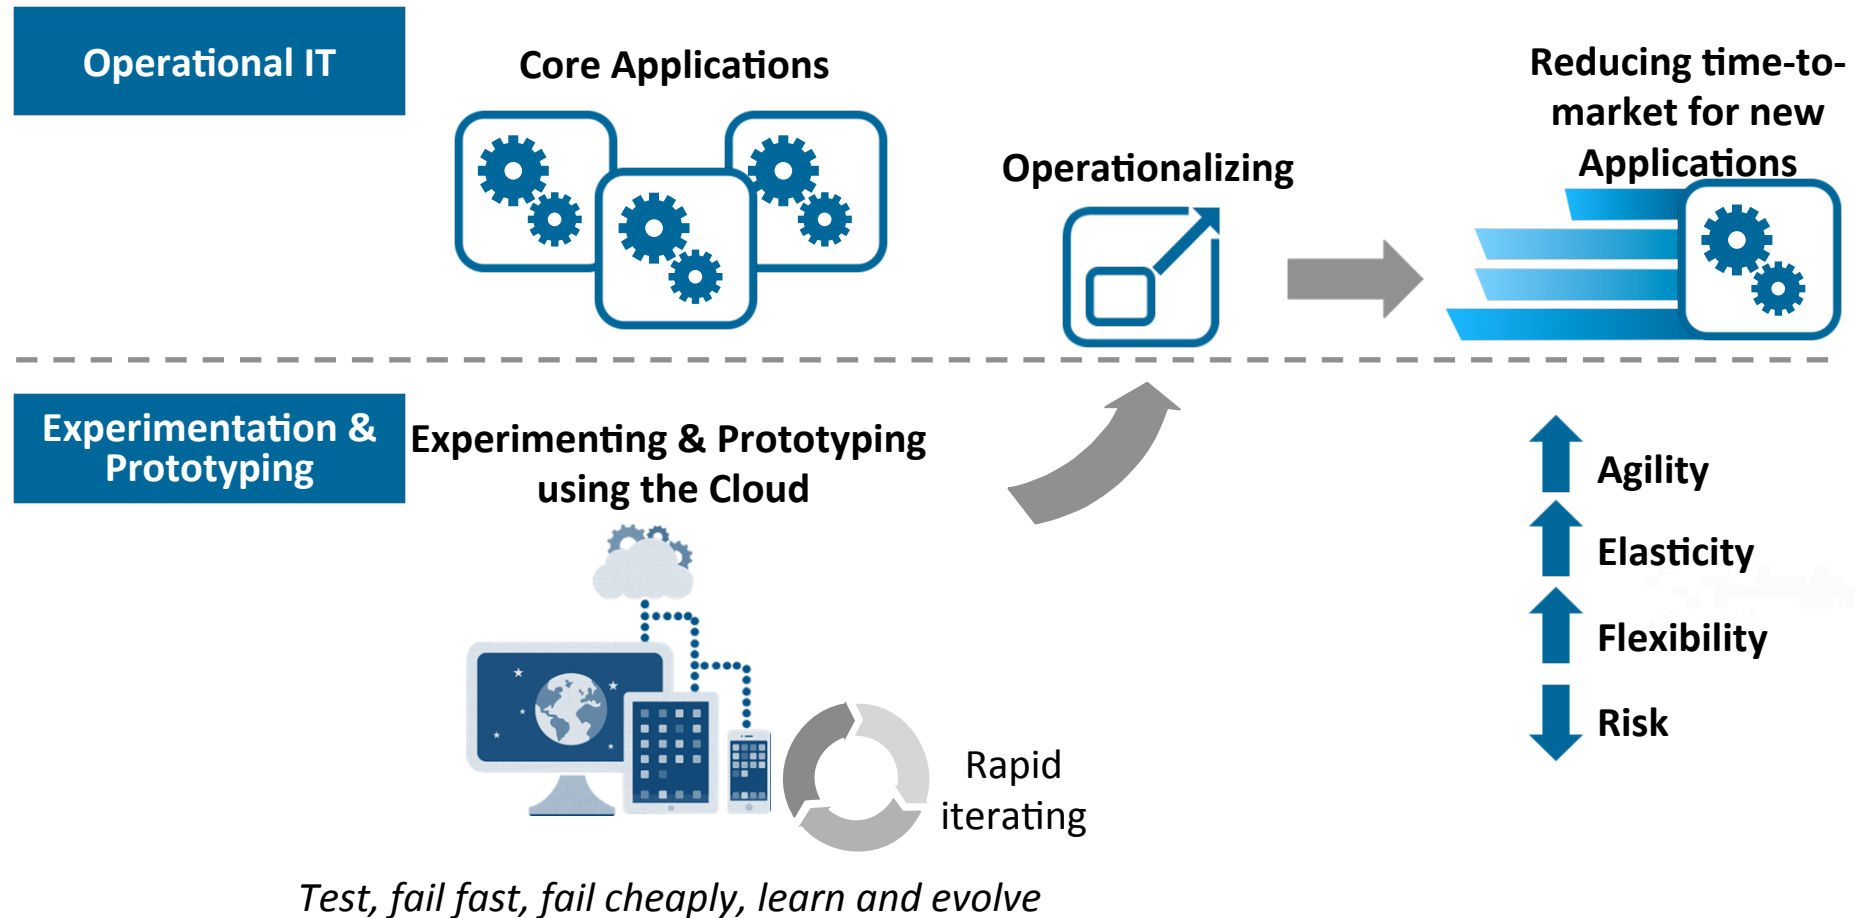 Operational IT
Core Applications
Operationalizing
Reducing time-to-
market for new
Applications
Experimentation &
Prototyping
Experimenting & Prototyping
using the Cloud
Rapid
iterating
Test, fail fast, fail cheaply, learn and evolve
Agility
Elasticity
Flexibility
Risk